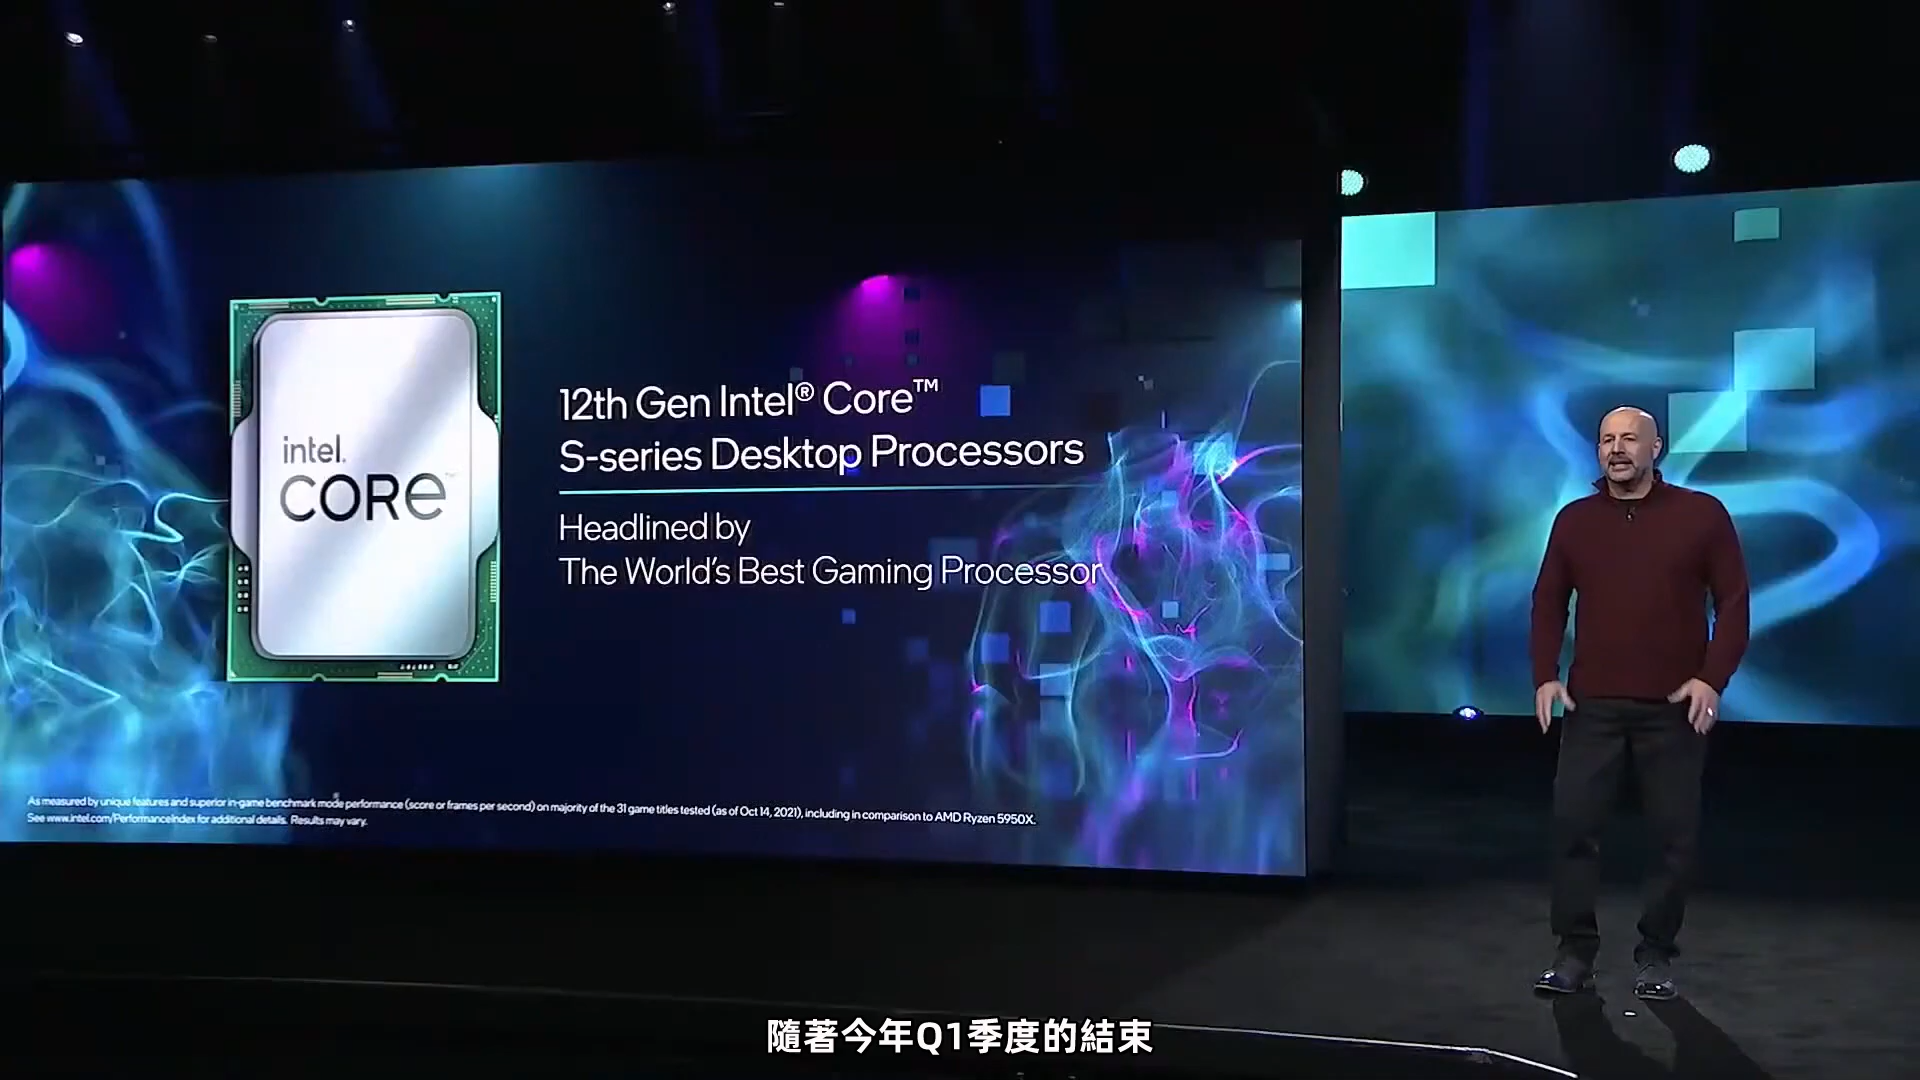 intel.
CORE™
12th Gen Intel® Core™
S-series Desktop Processors
Headlined by
The World's Best Gaming Processor
As measured by unique features and superior in-game benchmark mode performance (score or frames per second) on majority of the 31 game titles tested (as of Oct 14, 2021), including in comparison to AMD Ryzen 5950X.
See www.intel.com/PerformanceIndex for additional details. Results may vary.
隨著今年Q1季度的結束